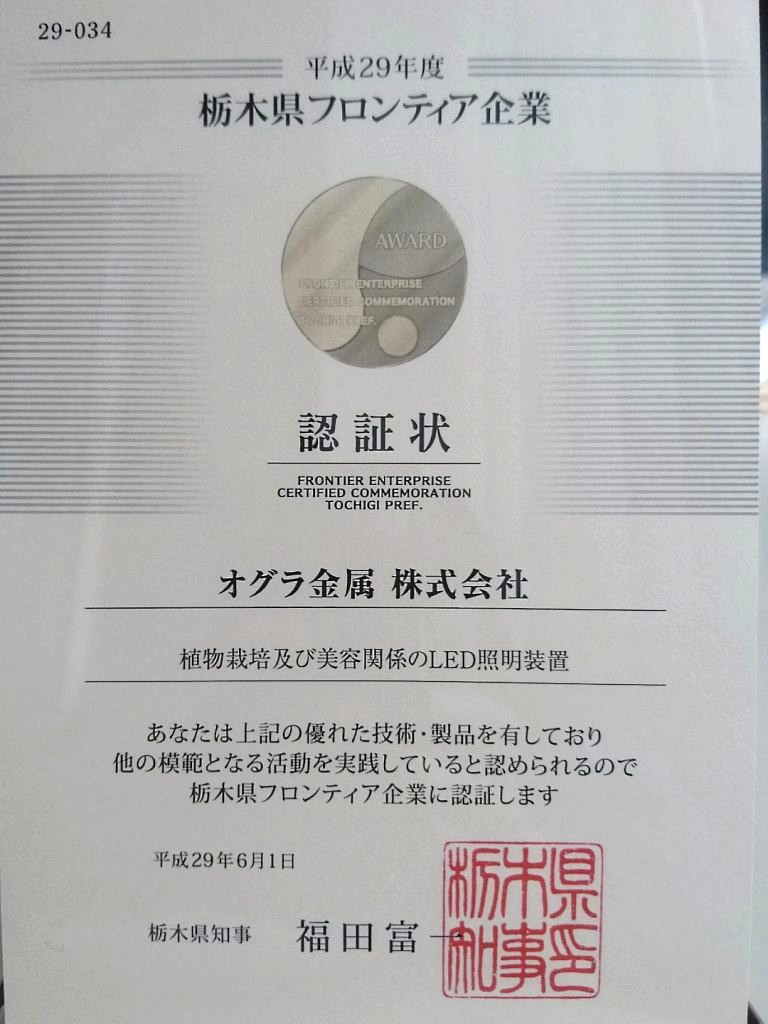 29-034
平成29年度
栃木県フロンティア企業
AWARD
FRONTIER ENTERPRISE
CERTIFIED COMMEMORATION
TOCHIGI PREF.
認証状
FRONTIER ENTERPRISE
CERTIFIED COMMEMORATION
TOCHIGI PREF.
オグラ金属 株式会社
植物栽培及び美容関係のLED照明装置
あなたは上記の優れた技術・製品を有しており
他の模範となる活動を実践していると認められるので
栃木県フロンティア企業に認証します
平成29年6月1日
栃木県知事 福田富一
栃木県
知事印